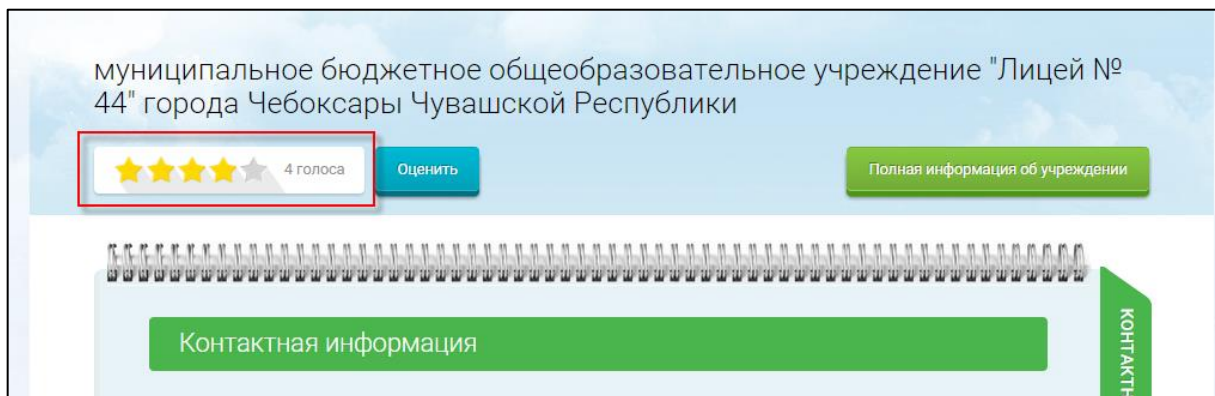 муниципальное бюджетное общеобразовательное учреждение "Лицей №
44" города Чебоксары Чувашской Республики
4 голоса
Оценить
Полная информация об учреждении
Контактная информация